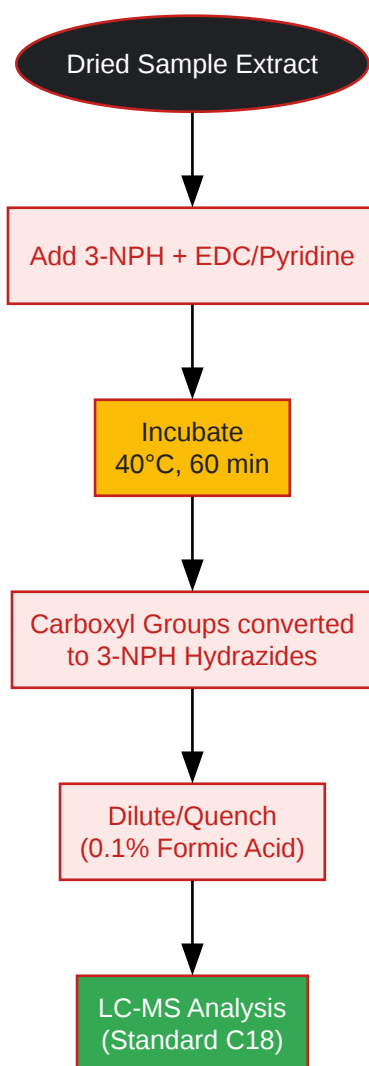 Dried Sample Extract
Add 3-NPH + EDC/Pyridine
Incubate
40°C, 60 min
Carboxyl Groups converted
to 3-NPH Hydrazides
Dilute/Quench
(0.1% Formic Acid)
LC-MS Analysis
(Standard C18)